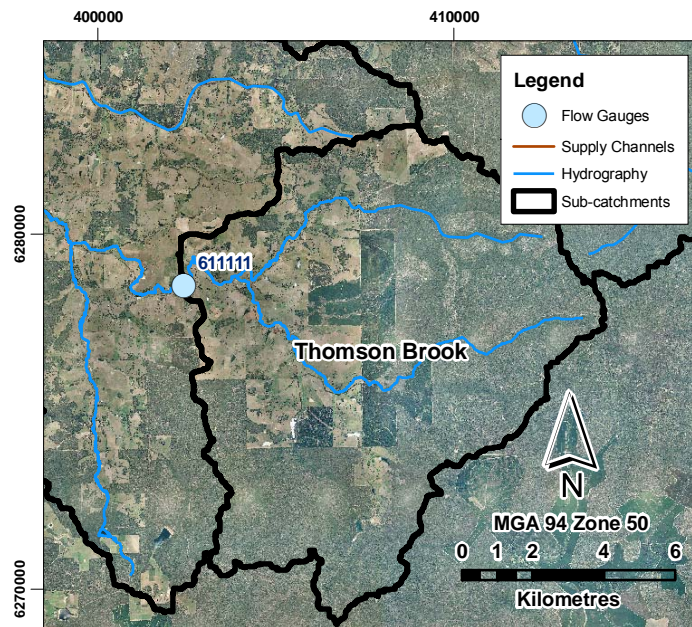 400000
410000
Legend
Flow Gauges
Supply Channels
Hydrography
Sub-catchments
6280000
611111
Thomson Brook
N
MGA 94 Zone 50
0 1 2 4 6
Kilometres
6270000